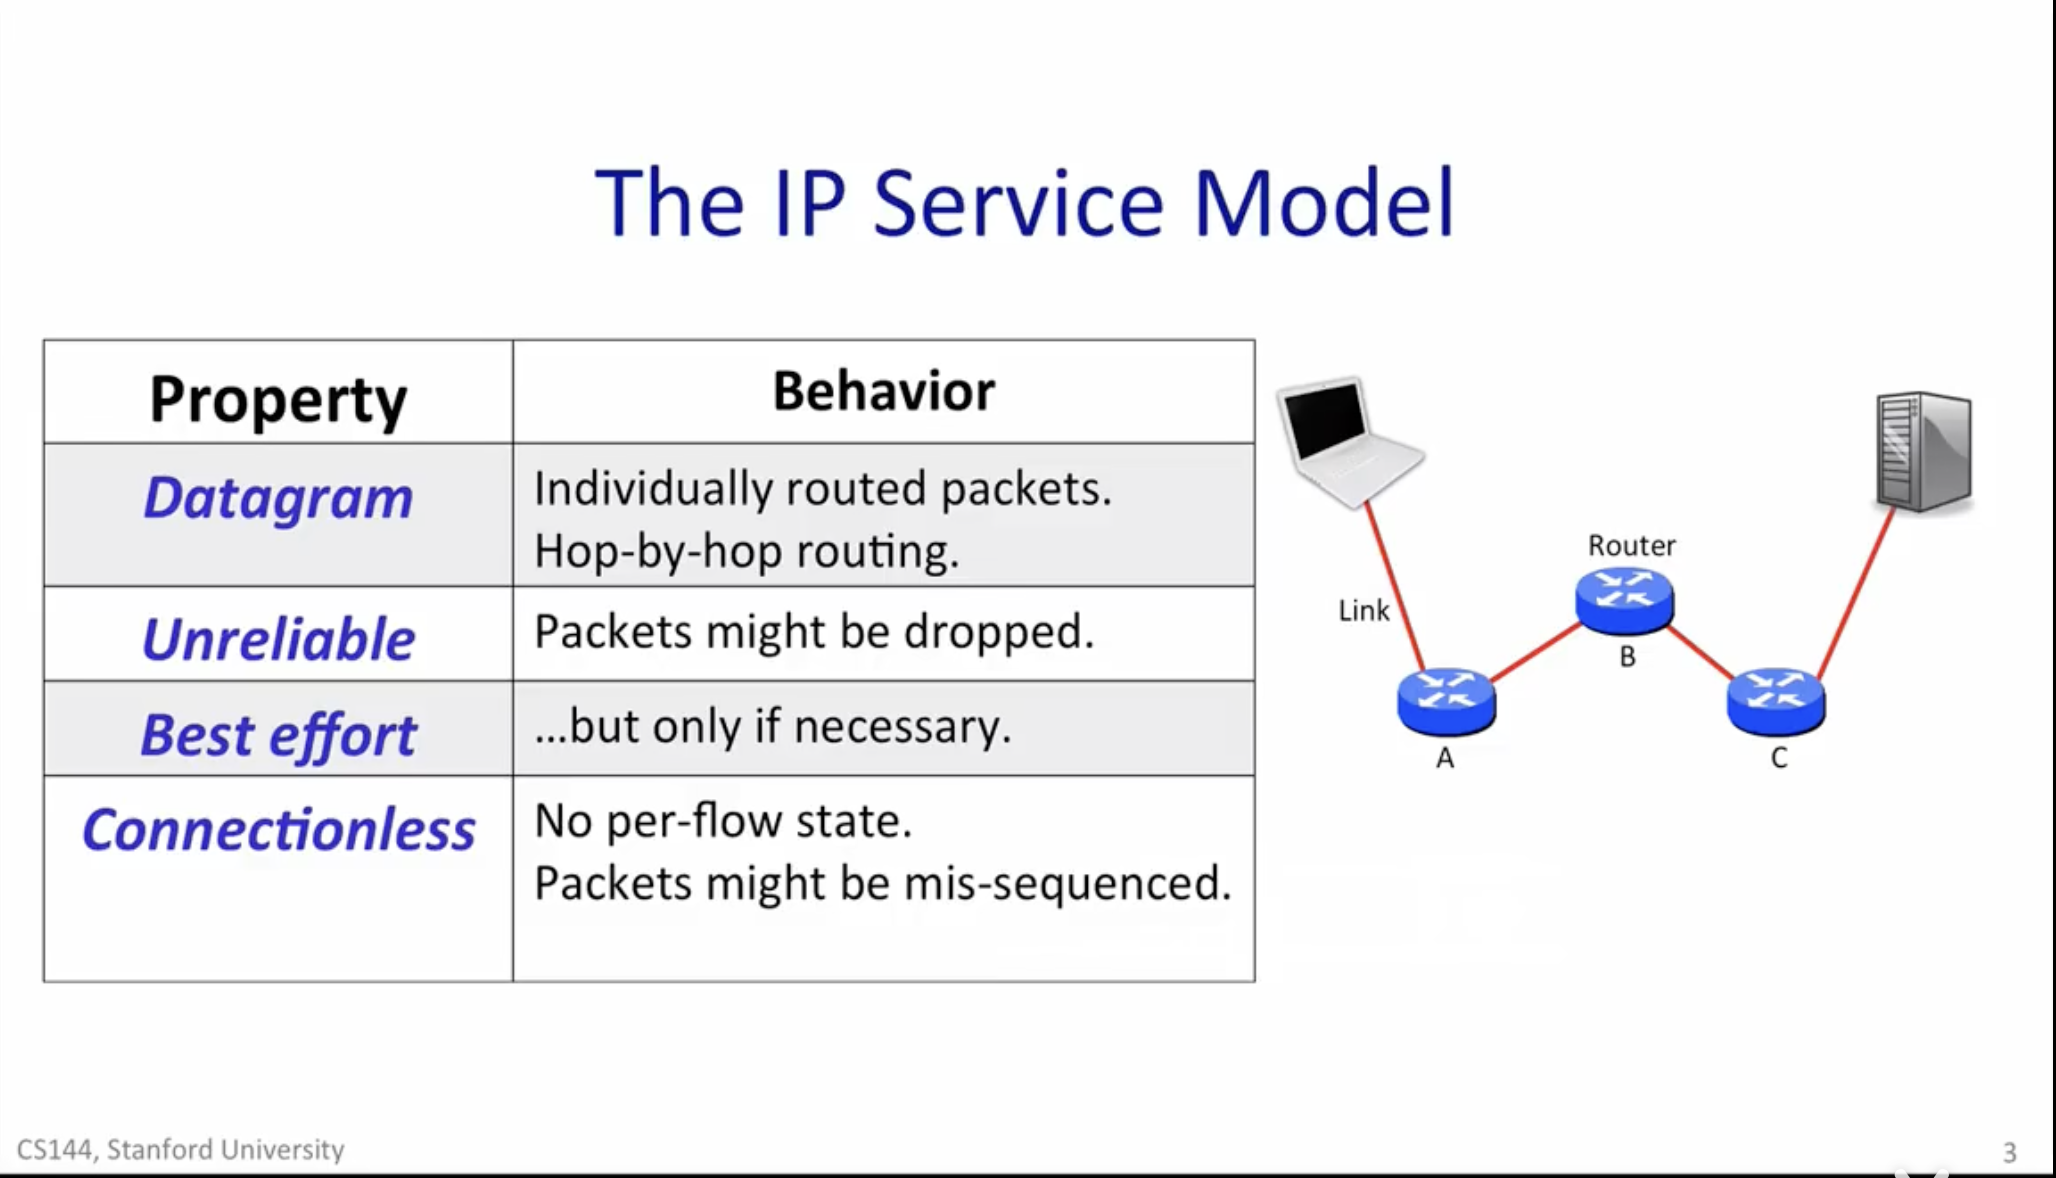 The IP Service Model
Property
Behavior
Datagram
Individually routed packets.
Hop-by-hop routing.
Unreliable
Packets might be dropped.
Best effort
...but only if necessary.
Connectionless
No per-flow state.
Packets might be mis-sequenced.
Link
Router
B
A
C
CS144, Stanford University
3